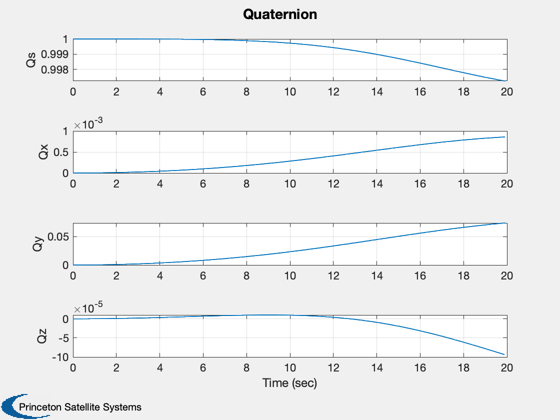 Quaternion
Qs
1
0.999
0.998
0 2 4 6 8 10 12 14 16 18 20
×10⁻³
Qx
1
0.5
0
0 2 4 6 8 10 12 14 16 18 20
Qy
0.05
0
0 2 4 6 8 10 12 14 16 18 20
×10⁻⁵
Qz
0
-5
-10
0 2 4 6 8 10 12 14 16 18 20
Time (sec)
Princeton Satellite Systems